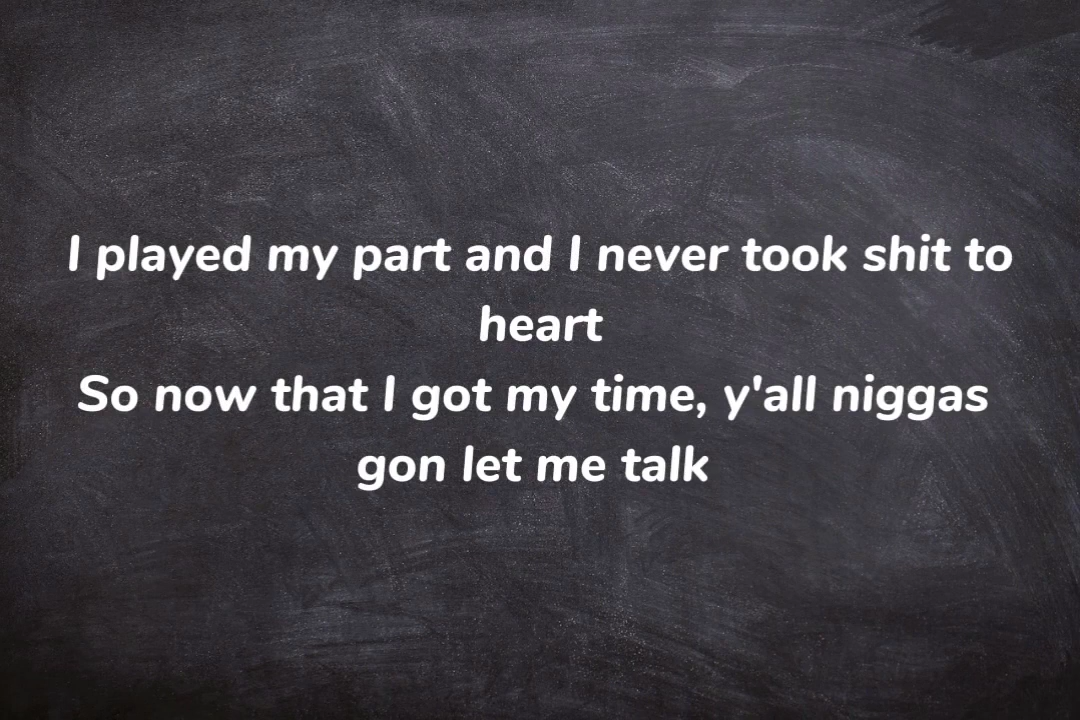 I played my part and I never took shit to
heart
So now that I got my time, y'all niggas
gon let me talk